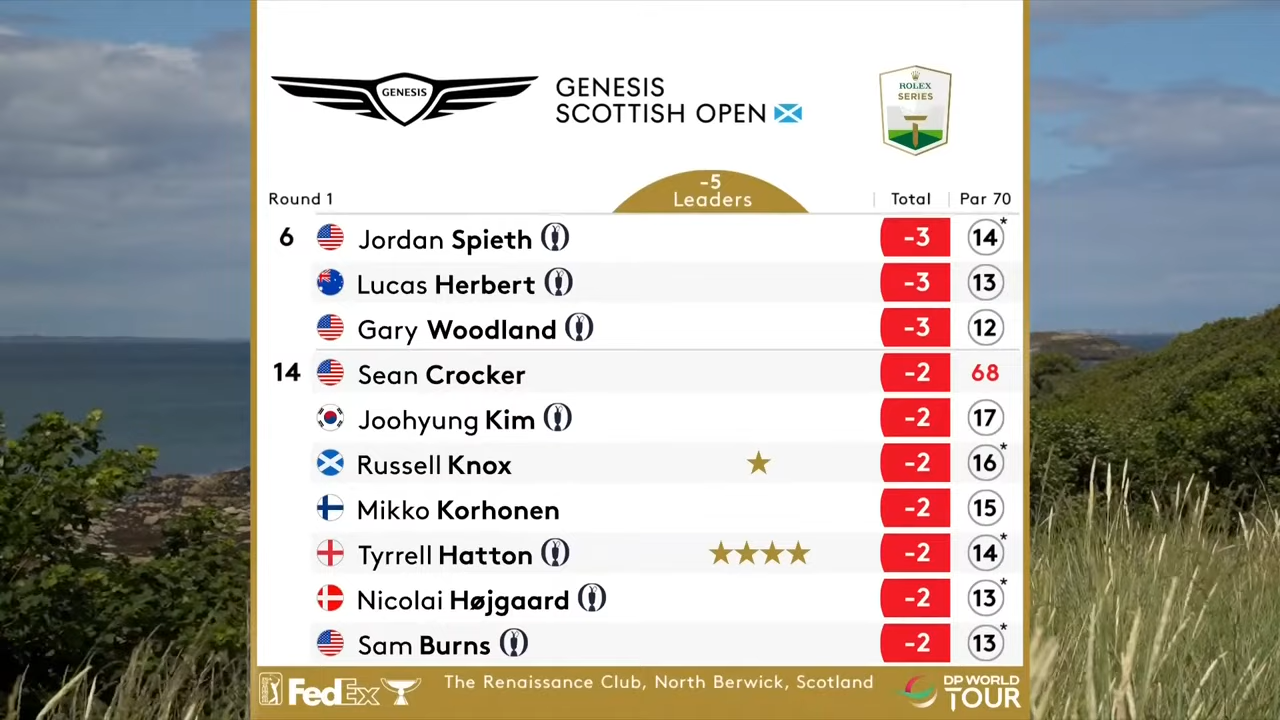 GENESIS
GENESIS
SCOTTISH OPEN
ROLEX
SERIES
-5
Leaders
Round 1
Total
Par 70
6 Jordan Spieth -3 14*
Lucas Herbert -3 13
Gary Woodland -3 12
14 Sean Crocker -2 68
Joohyung Kim -2 17
Russell Knox ★ -2 16*
Mikko Korhonen -2 15
Tyrrell Hatton ★★★★ -2 14*
Nicolai Højgaard -2 13*
Sam Burns -2 13*
FedEx
The Renaissance Club, North Berwick, Scotland
DP WORLD
TOUR